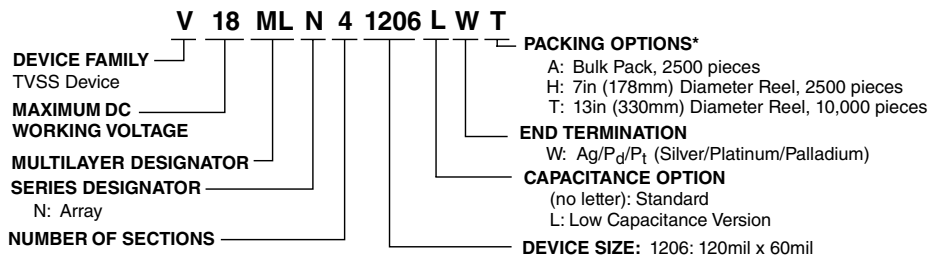 V 18 ML N 4 1206 L W T
DEVICE FAMILY
TVSS Device
MAXIMUM DC
WORKING VOLTAGE
MULTILAYER DESIGNATOR
SERIES DESIGNATOR
N: Array
NUMBER OF SECTIONS
PACKING OPTIONS*
A: Bulk Pack, 2500 pieces
H: 7in (178mm) Diameter Reel, 2500 pieces
T: 13in (330mm) Diameter Reel, 10,000 pieces
END TERMINATION
W: Ag/Pd/Pt (Silver/Platinum/Palladium)
CAPACITANCE OPTION
(no letter): Standard
L: Low Capacitance Version
DEVICE SIZE: 1206: 120mil x 60mil